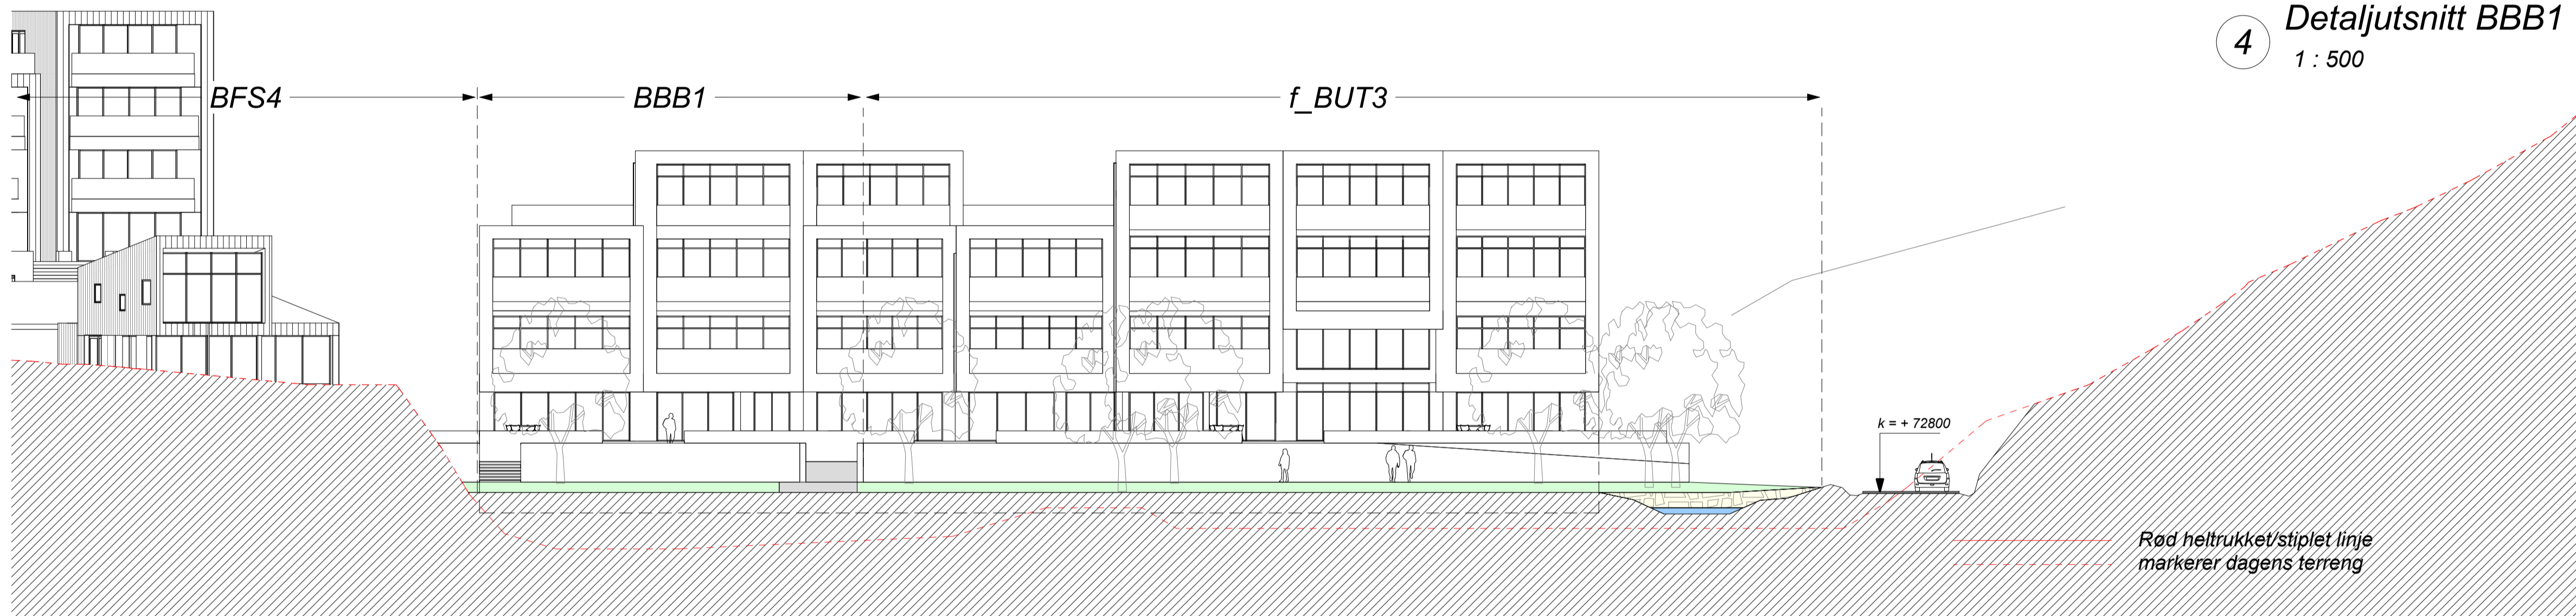 4
Detaljutsnitt BBB1
1 : 500
BFS4
BBB1
f_BUT3
k = + 72800
Rød heltrukket/stiplet linje
markerer dagens terreng